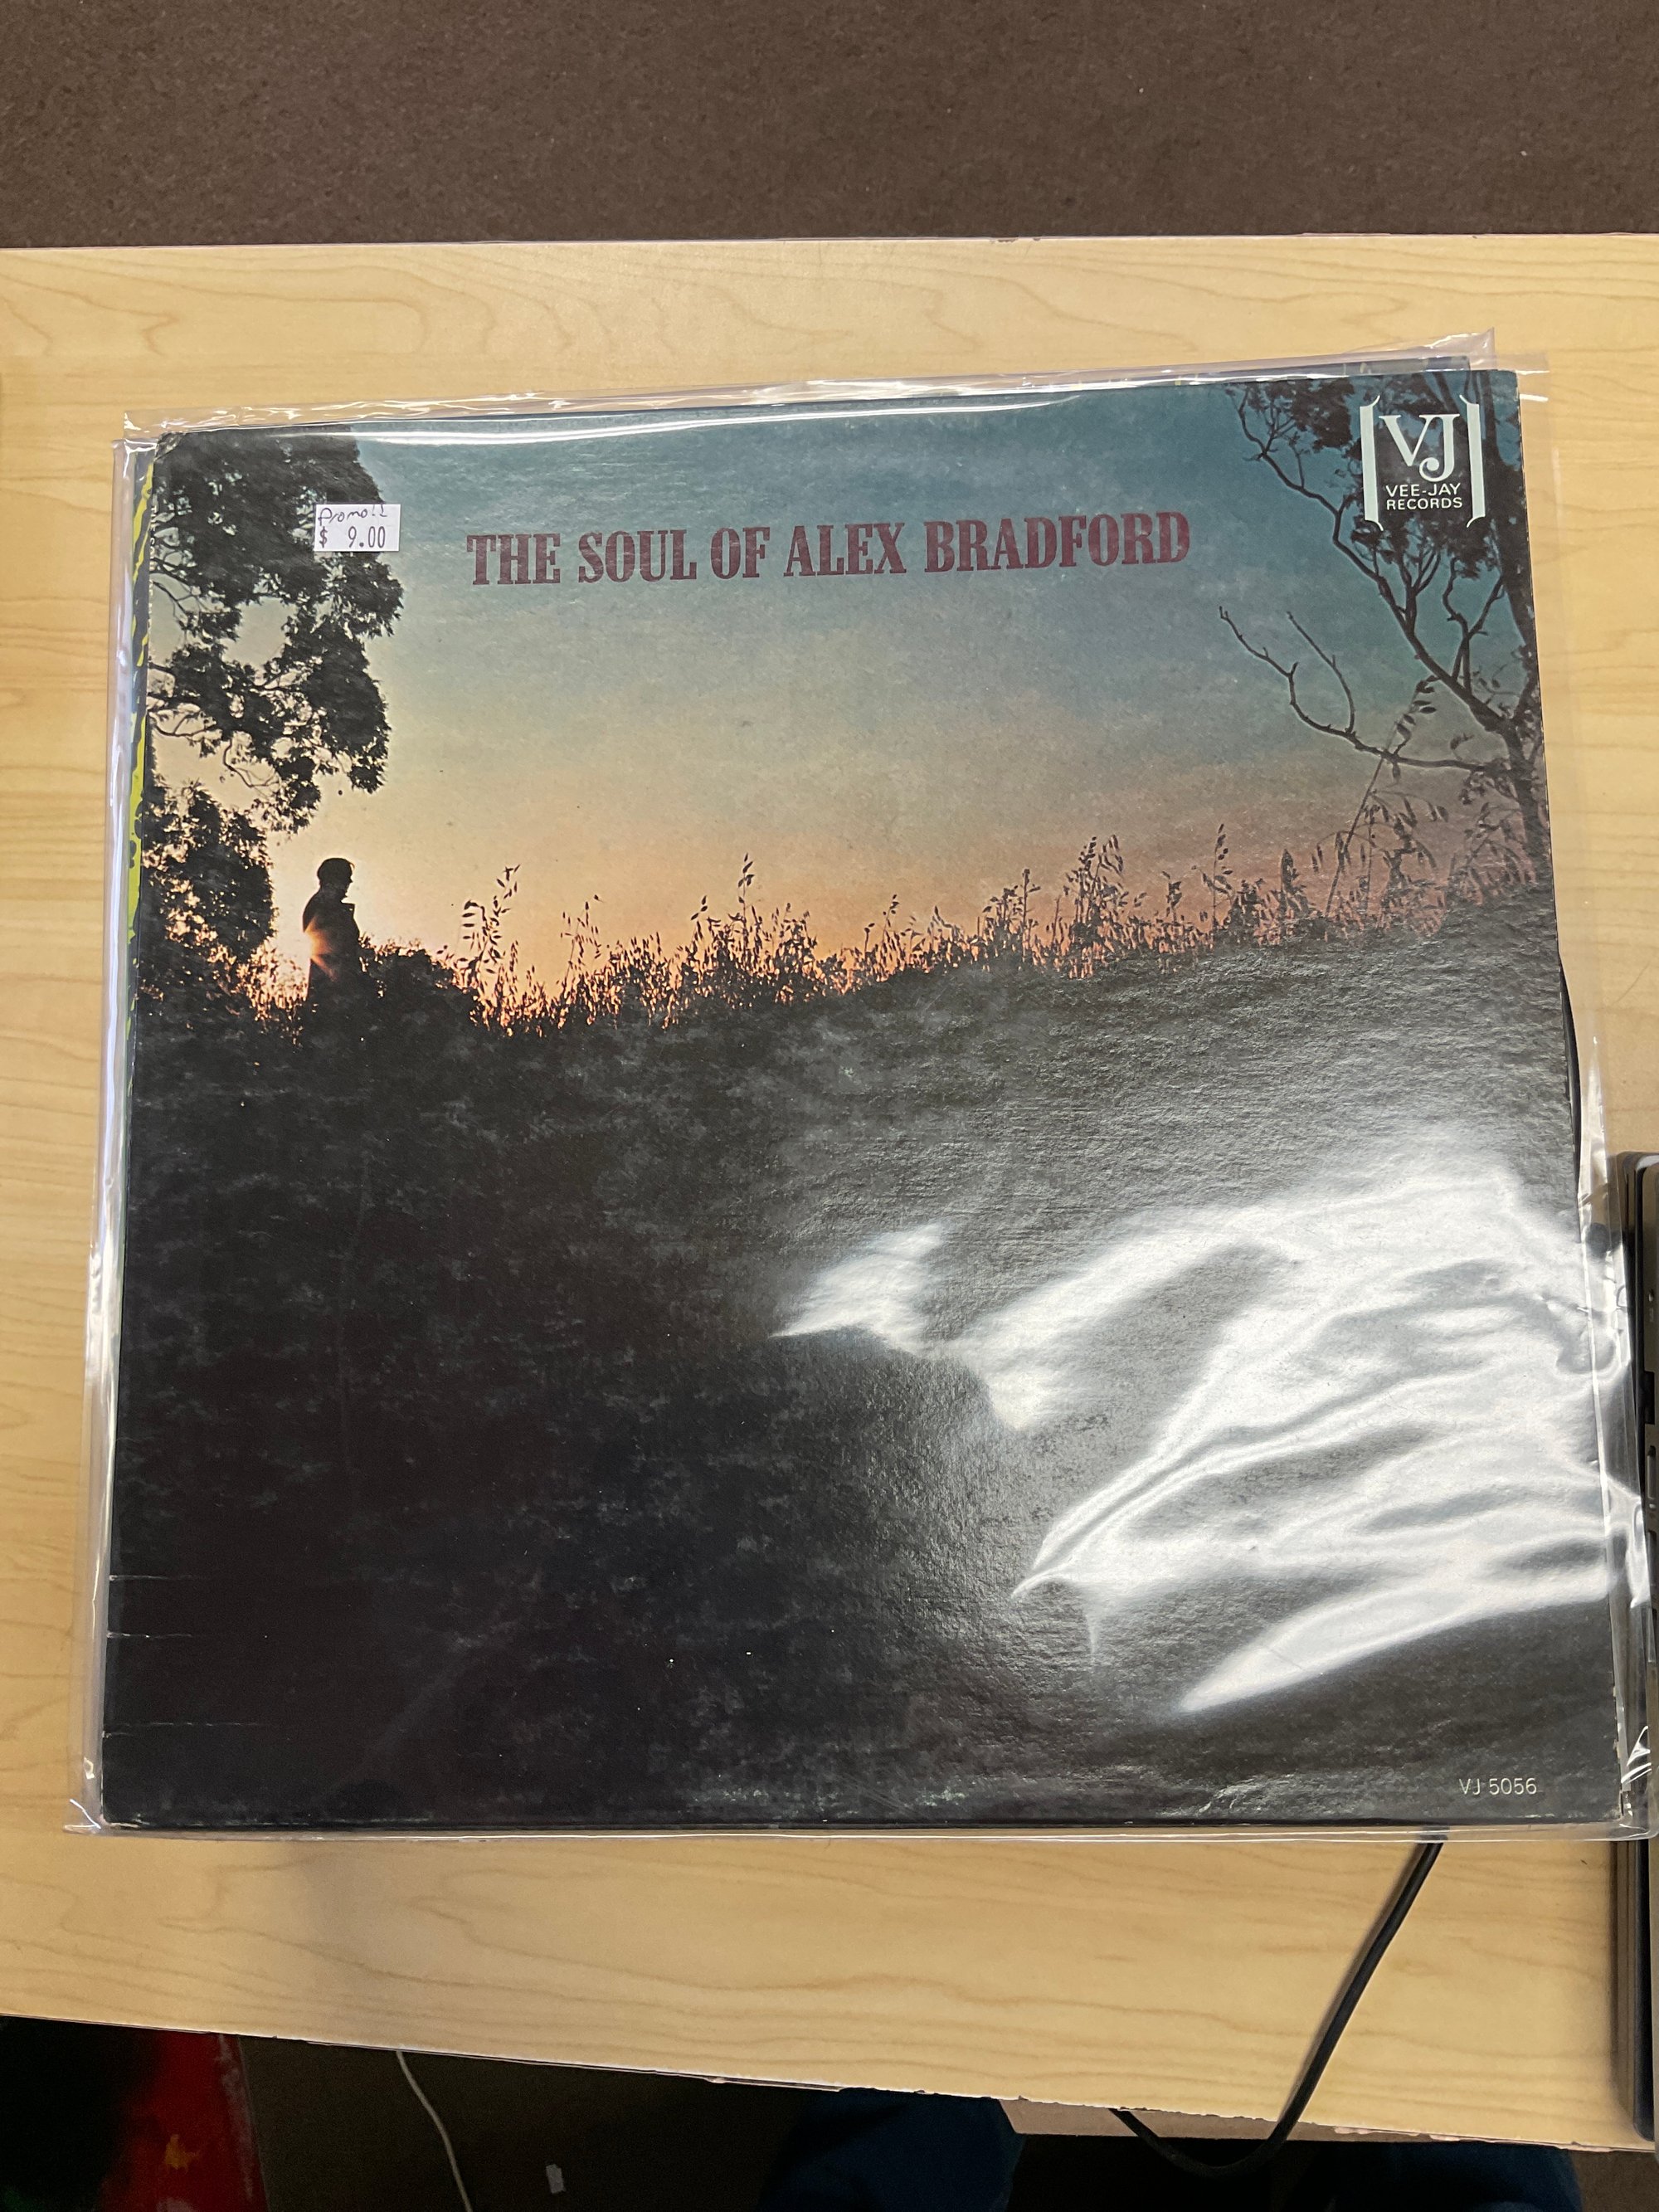 Promo!!
$ 9.00
THE SOUL OF ALEX BRADFORD
VJ
VEE-JAY
RECORDS
VJ 5056